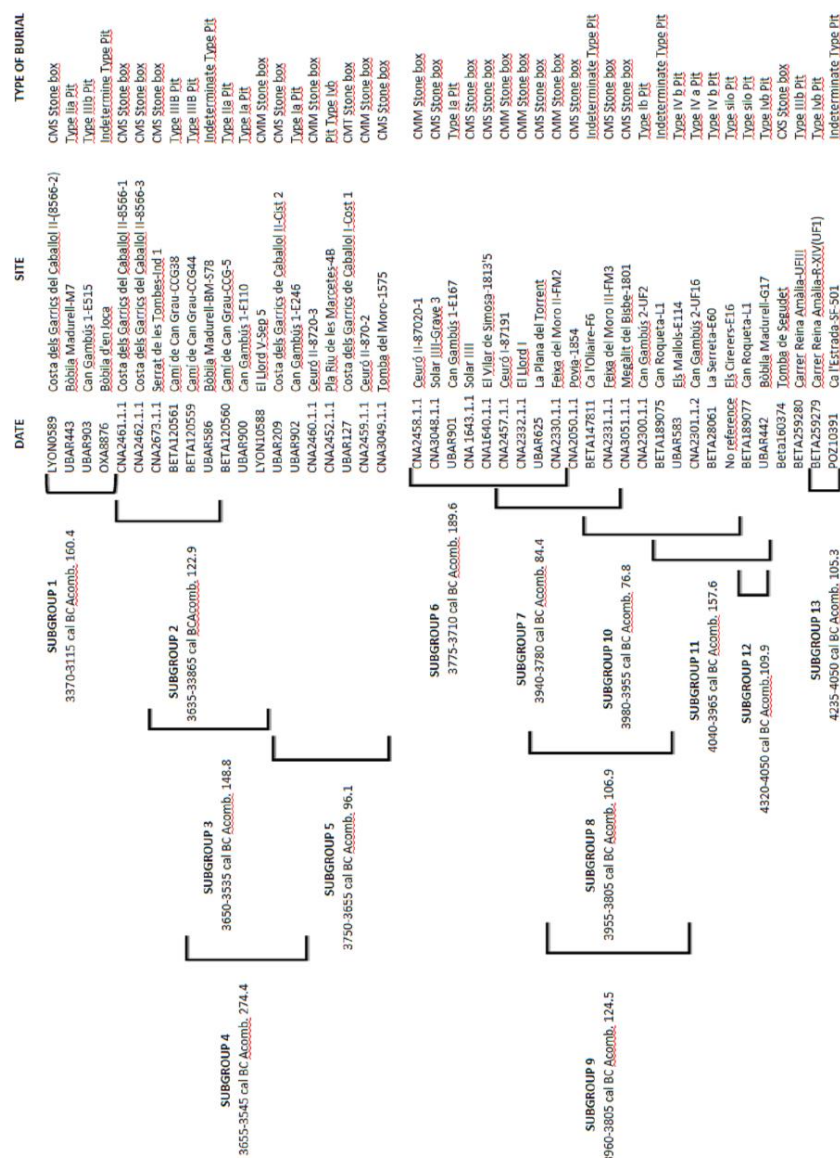 DATE SITE TYPE OF BURIAL
LYON0589 Costa dels Garrics del Caballol II-(8566-2) CMS Stone box
UBAR443 Bòbila Madurell-M7 Type IIa Pit
UBAR903 Can Gambús 1-E515 Type IIIb Pit
OXA8876 Bòbila d'en Joca Indetermine Type Pit
CNA2461.1.1 Costa dels Garrics del Caballol II-8566-1 CMS Stone box
CNA2462.1.1 Costa dels Garrics del Caballol II-8566-3 CMS Stone box
CNA2673.1.1 Serrat de les Tombes-Ind 1 CMS Stone box
BETA120561 Camí de Can Grau-CCG38 Type IIIB Pit
BETA120559 Camí de Can Grau-CCG44 Type IIIB Pit
UBAR586 Bòbila Madurell-BM-S78 Indeterminate Type Pit
BETA120560 Camí de Can Grau-CCG-5 Type IIa Pit
UBAR900 Can Gambús 1-E110 Type Ia Pit
LYON10588 El Llord V-Sep 5 CMM Stone box
UBAR209 Costa dels Garrics de Caballol II-Cist 2 CMS Stone box
UBAR902 Can Gambús 1-E246 Type Ia Pit
CNA2460.1.1 Ceuró II-8720-3 CMM Stone box
CNA2452.1.1 Pla Riu de les Marcetes-4B Pit Type Ivb
UBAR127 Costa dels Garrics de Caballol I-Cost 1 CMT Stone box
CNA2459.1.1 Ceuró II-870-2 CMM Stone box
CNA3049.1.1 Tomba del Moro-1575 CMS Stone box
CNA2458.1.1 Ceuró II-87020-1 CMM Stone box
CNA3048.1.1 Solar IIII-Grave 3 CMS Stone box
UBAR901 Can Gambús 1-E167 Type Ia Pit
CNA 1643.1.1 Solar IIII CMS Stone box
CNA1640.1.1 El Vilar de Simosa-1813'5 CMS Stone box
CNA2457.1.1 Ceuró I-87191 CMM Stone box
CNA2332.1.1 El Llord I CMM Stone box
UBAR625 La Plana del Torrent CMS Stone box
CNA2330.1.1 Feixa del Moro II-FM2 CMM Stone box
CNA2050.1.1 Povia-1854 CMS Stone box
BETA147811 Ca l'Oliaire-F6 Indeterminate Type Pit
CNA2331.1.1 Feixa del Moro III-FM3 CMM Stone box
CNA3051.1.1 Megàlit del Bisbe-1801 CMS Stone box
CNA2300.1.1 Can Gambús 2-UF2 Type Ib Pit
BETA189075 Can Roqueta-L1 Indeterminate Type Pit
UBAR583 Els Mallols-E114 Type IV b Pit
CNA2301.1.2 Can Gambús 2-UF16 Type IV a Pit
BETA28061 La Serreta-E60 Type IV b Pit
No reference Els Cirerers-E16 Type silo Pit
BETA189077 Can Roqueta-L1 Type silo Pit
UBAR442 Bòbila Madurell-G17 Type Ivb Pit
Beta160374 Tomba de Segudet CXS Stone box
BETA259280 Carrer Reina Amàlia-UFIII Type IIIb Pit
BETA259279 Carrer Reina Amàlia-R-XIV(UF1) Type Ivb Pit
POZ10391 Ca l'Estrada-SF-501 Indeterminate Type Pit
SUBGROUP 1
3370-3115 cal BC Acomb. 160.4
SUBGROUP 2
3635-33865 cal BCAcomb. 122.9
SUBGROUP 3
3650-3535 cal BC Acomb. 148.8
SUBGROUP 4
3655-3545 cal BC Acomb. 274.4
SUBGROUP 5
3750-3655 cal BC Acomb. 96.1
SUBGROUP 6
3775-3710 cal BC Acomb. 189.6
SUBGROUP 7
3940-3780 cal BC Acomb. 84.4
SUBGROUP 8
3955-3805 cal BC Acomb. 106.9
SUBGROUP 9
3960-3805 cal BC Acomb. 124.5
SUBGROUP 10
3980-3955 cal BC Acomb. 76.8
SUBGROUP 11
4040-3965 cal BC Acomb. 157.6
SUBGROUP 12
4320-4050 cal BC Acomb.109.9
SUBGROUP 13
4235-4050 cal BC Acomb. 105.3